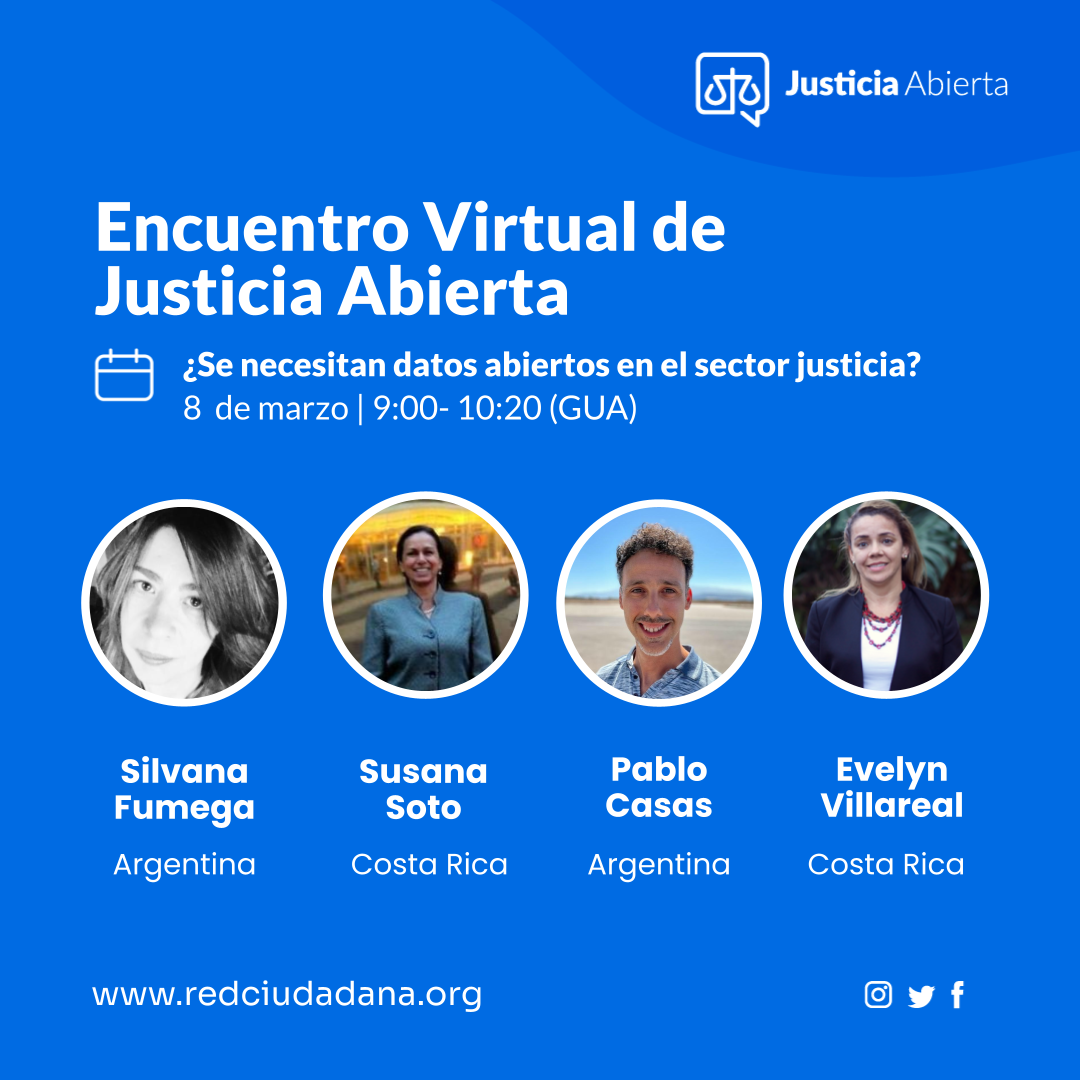 Justicia Abierta
Encuentro Virtual de
Justicia Abierta
¿Se necesitan datos abiertos en el sector justicia?
8 de marzo | 9:00- 10:20 (GUA)
Silvana
Fumega
Argentina
Susana
Soto
Costa Rica
Pablo
Casas
Argentina
Evelyn
Villareal
Costa Rica
www.redciudadana.org